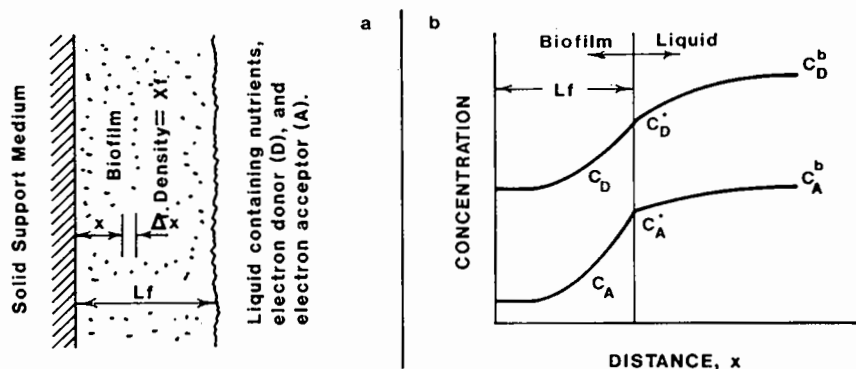 a
Solid Support Medium
Biofilm
Density= Xf
x
Δx
Lf
Liquid containing nutrients,
electron donor (D), and
electron acceptor (A).
b
Biofilm
Liquid
Lf
C_D^b
C_D^*
C_D
C_A^b
C_A^*
C_A
CONCENTRATION
DISTANCE, x